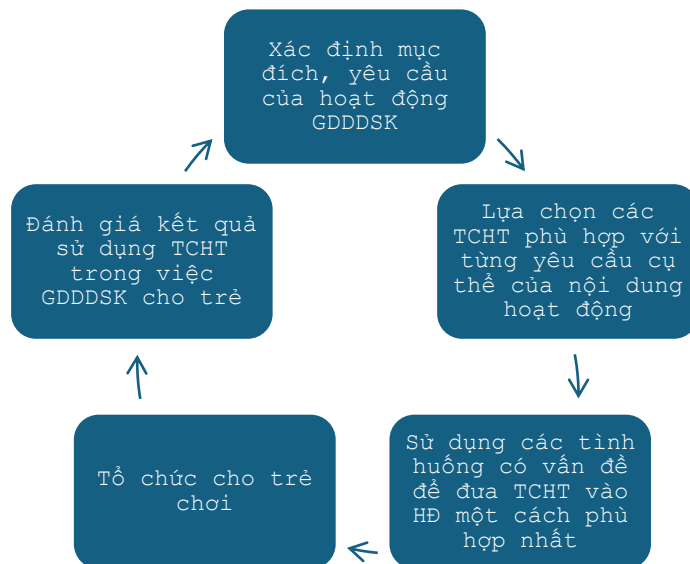 Xác định mục
đích, yêu cầu
của hoạt động
GDDDSK
Lựa chọn các
TCHT phù hợp với
từng yêu cầu cụ
thể của nội dung
hoạt động
Sử dụng các tình
huống có vấn đề
để đưa TCHT vào
HĐ một cách phù
hợp nhất
Tổ chức cho trẻ
chơi
Đánh giá kết quả
sử dụng TCHT
trong việc
GDDDSK cho trẻ